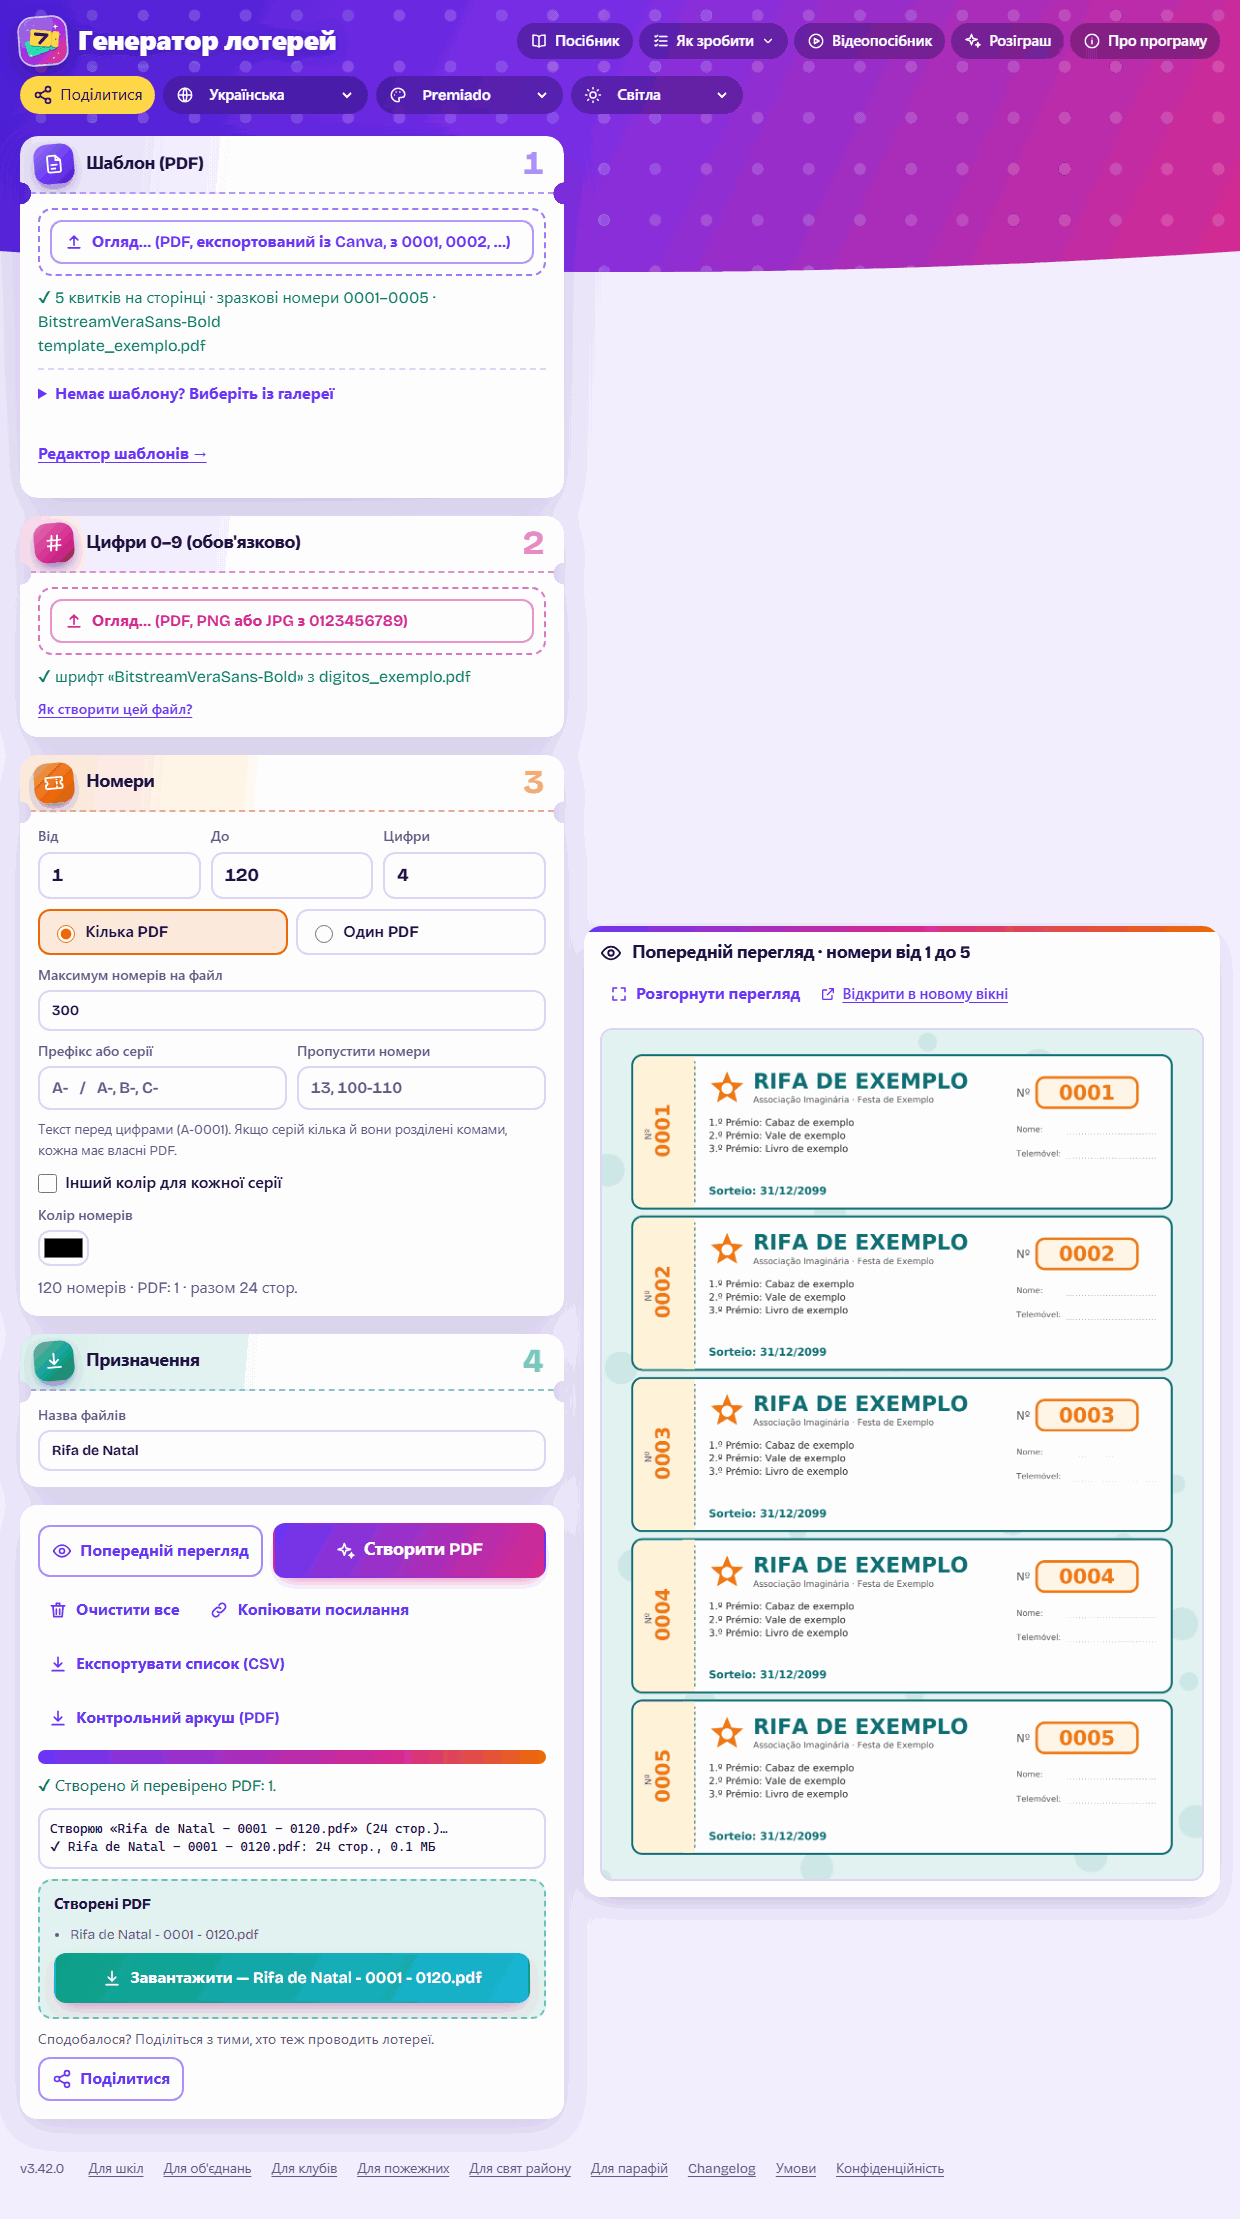 Генератор лотерей
Посібник
Як зробити
Відеопосібник
Розіграш
Про програму
Поділитися
Українська
Premiado
Світла
Шаблон (PDF)
1
Огляд... (PDF, експортований із Canva, з 0001, 0002, ...)
✓ 5 квитків на сторінці · зразкові номери 0001–0005 ·
BitstreamVeraSans-Bold
template_exemplo.pdf
Немає шаблону? Виберіть із галереї
Редактор шаблонів →
Цифри 0–9 (обов'язково)
2
Огляд... (PDF, PNG або JPG з 0123456789)
✓ шрифт «BitstreamVeraSans-Bold» з digitos_exemplo.pdf
Як створити цей файл?
Номери
3
Від
До
Цифри
1
120
4
Кілька PDF
Один PDF
Максимум номерів на файл
300
Префікс або серії
Пропустити номери
A-   /   A-, B-, C-
13, 100-110
Текст перед цифрами (A-0001). Якщо серій кілька й вони розділені комами,
кожна має власні PDF.
Інший колір для кожної серії
Колір номерів
120 номерів · PDF: 1 · разом 24 стор.
Призначення
4
Назва файлів
Rifa de Natal
Попередній перегляд
Створити PDF
Очистити все
Копіювати посилання
Експортувати список (CSV)
Контрольний аркуш (PDF)
✓ Створено й перевірено PDF: 1.
Створюю «Rifa de Natal – 0001 – 0120.pdf» (24 стор.)…
✓ Rifa de Natal – 0001 – 0120.pdf: 24 стор., 0.1 МБ
Створені PDF
• Rifa de Natal - 0001 - 0120.pdf
Завантажити — Rifa de Natal - 0001 - 0120.pdf
Сподобалося? Поділіться з тими, хто теж проводить лотереї.
Поділитися
Попередній перегляд · номери від 1 до 5
Розгорнути перегляд
Відкрити в новому вікні
Nº 0001
RIFA DE EXEMPLO
Associação Imaginária · Festa de Exemplo
1.º Prémio: Cabaz de exemplo
2.º Prémio: Vale de exemplo
3.º Prémio: Livro de exemplo
Sorteio: 31/12/2099
Nº 0001
Nome:
Telemóvel:
Nº 0002
RIFA DE EXEMPLO
Associação Imaginária · Festa de Exemplo
1.º Prémio: Cabaz de exemplo
2.º Prémio: Vale de exemplo
3.º Prémio: Livro de exemplo
Sorteio: 31/12/2099
Nº 0002
Nome:
Telemóvel:
Nº 0003
RIFA DE EXEMPLO
Associação Imaginária · Festa de Exemplo
1.º Prémio: Cabaz de exemplo
2.º Prémio: Vale de exemplo
3.º Prémio: Livro de exemplo
Sorteio: 31/12/2099
Nº 0003
Nome:
Telemóvel:
Nº 0004
RIFA DE EXEMPLO
Associação Imaginária · Festa de Exemplo
1.º Prémio: Cabaz de exemplo
2.º Prémio: Vale de exemplo
3.º Prémio: Livro de exemplo
Sorteio: 31/12/2099
Nº 0004
Nome:
Telemóvel:
Nº 0005
RIFA DE EXEMPLO
Associação Imaginária · Festa de Exemplo
1.º Prémio: Cabaz de exemplo
2.º Prémio: Vale de exemplo
3.º Prémio: Livro de exemplo
Sorteio: 31/12/2099
Nº 0005
Nome:
Telemóvel:
v3.42.0
Для шкіл
Для об'єднань
Для клубів
Для пожежних
Для свят району
Для парафій
Changelog
Умови
Конфіденційність